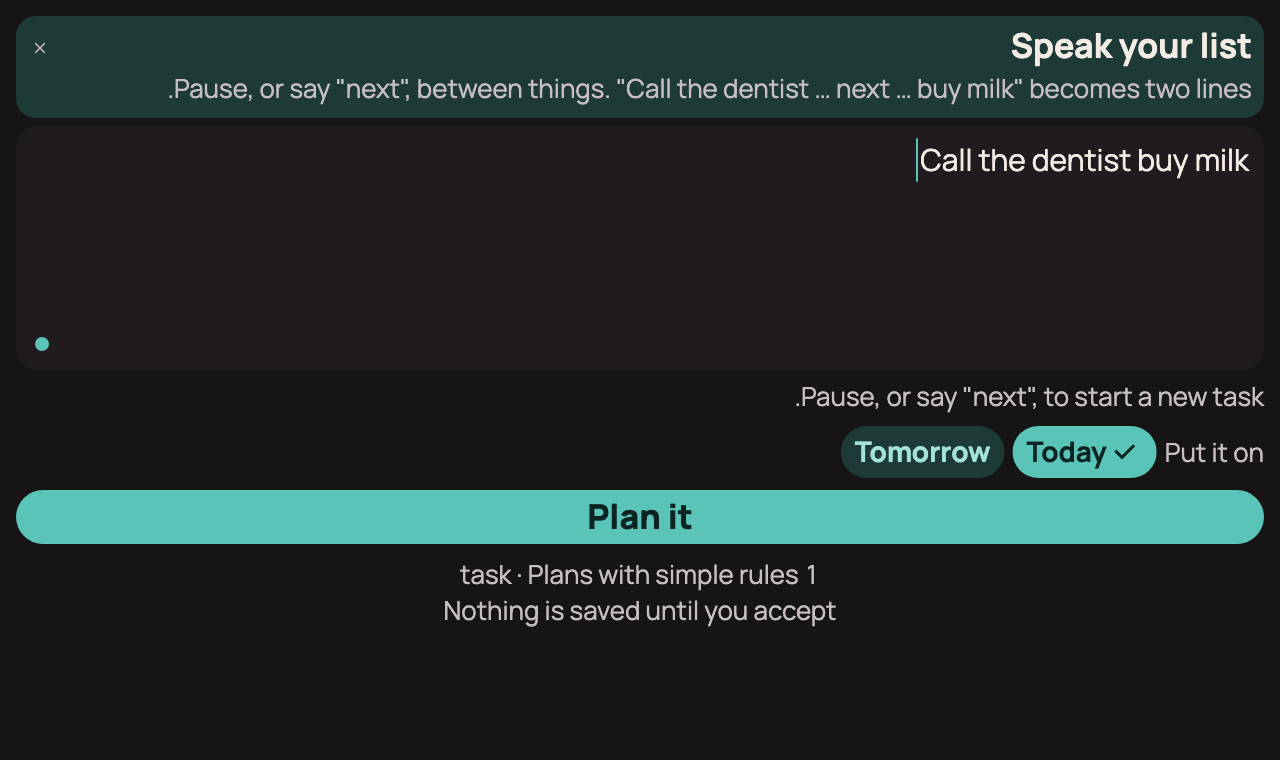 Speak your list
×
.Pause, or say "next", between things. "Call the dentist ... next ... buy milk" becomes two lines
Call the dentist buy milk
.Pause, or say "next", to start a new task
Put it on Today ✓ Tomorrow
Plan it
task · Plans with simple rules 1
Nothing is saved until you accept